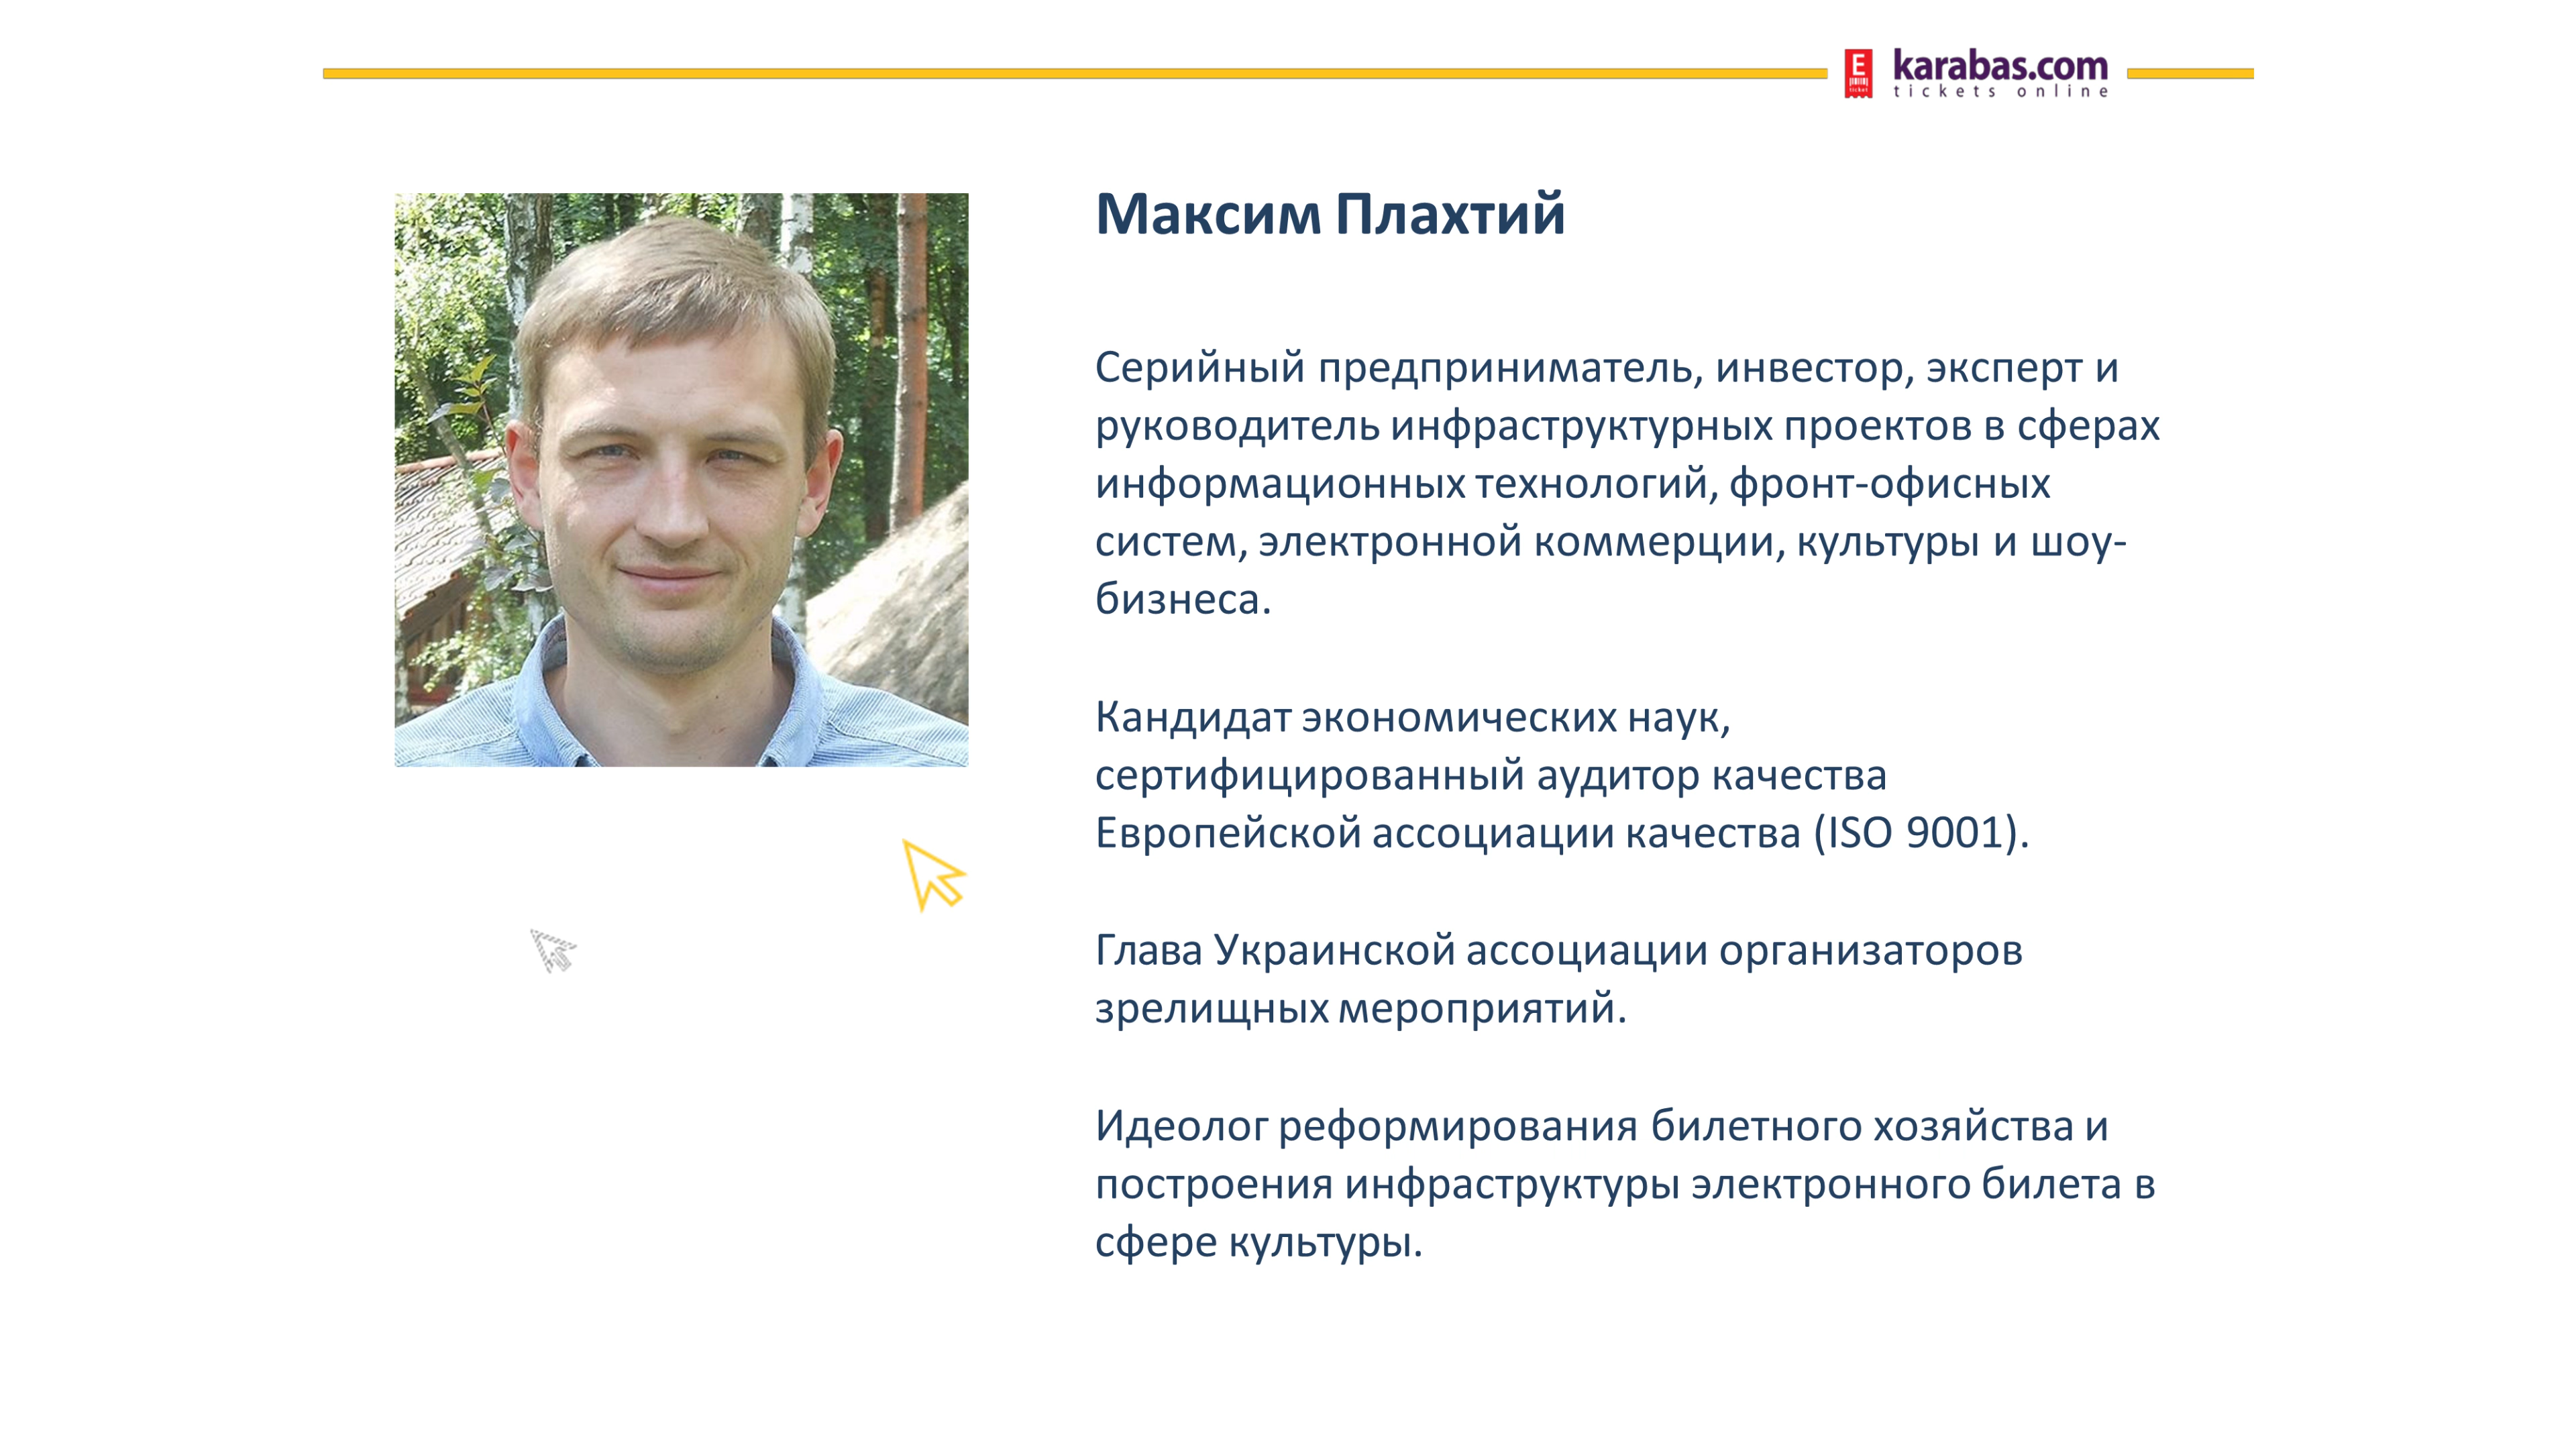 E
ticket
karabas.com
tickets online
Максим Плахтий
Серийный предприниматель, инвестор, эксперт и
руководитель инфраструктурных проектов в сферах
информационных технологий, фронт-офисных
систем, электронной коммерции, культуры и шоу-
бизнеса.
Кандидат экономических наук,
сертифицированный аудитор качества
Европейской ассоциации качества (ISO 9001).
Глава Украинской ассоциации организаторов
зрелищных мероприятий.
Идеолог реформирования билетного хозяйства и
построения инфраструктуры электронного билета в
сфере культуры.